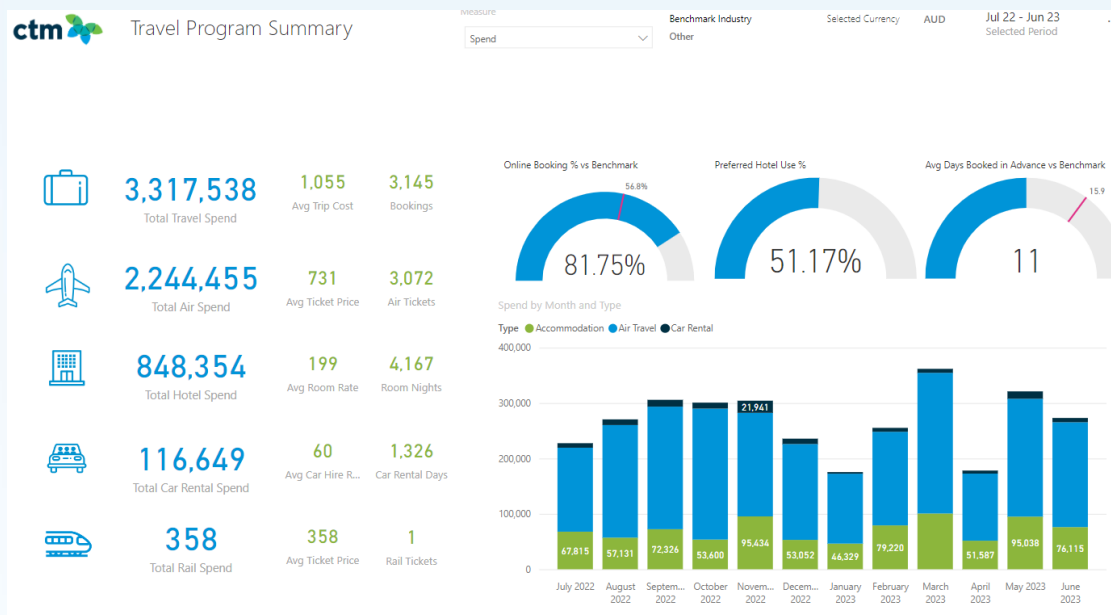 ctm
Travel Program Summary
Measure
Spend
Benchmark Industry
Other
Selected Currency
AUD
Jul 22 - Jun 23
Selected Period
3,317,538
Total Travel Spend
1,055
Avg Trip Cost
3,145
Bookings
2,244,455
Total Air Spend
731
Avg Ticket Price
3,072
Air Tickets
848,354
Total Hotel Spend
199
Avg Room Rate
4,167
Room Nights
116,649
Total Car Rental Spend
60
Avg Car Hire R...
1,326
Car Rental Days
358
Total Rail Spend
358
Avg Ticket Price
1
Rail Tickets
Online Booking % vs Benchmark
56.8%
81.75%
Preferred Hotel Use %
51.17%
Avg Days Booked in Advance vs Benchmark
15.9
11
Spend by Month and Type
Type Accommodation Air Travel Car Rental
400,000
300,000
200,000
100,000
0
21,941
67,815
57,131
72,326
53,600
95,434
53,052
46,329
79,220
51,587
95,038
76,115
July 2022
August 2022
Septem... 2022
October 2022
Novem... 2022
Decem... 2022
January 2023
February 2023
March 2023
April 2023
May 2023
June 2023